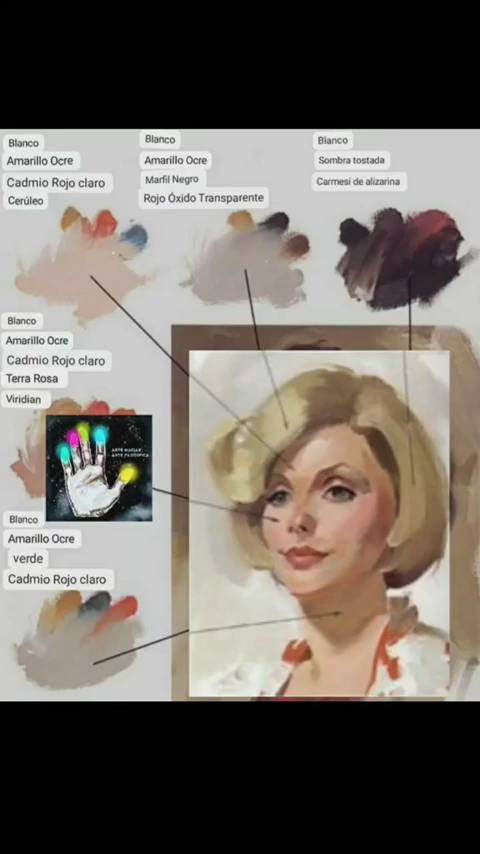 Blanco
Amarillo Ocre
Cadmio Rojo claro
Cerúleo
Blanco
Amarillo Ocre
Marfil Negro
Rojo Óxido Transparente
Blanco
Sombra tostada
Carmesí de alizarina
Blanco
Amarillo Ocre
Cadmio Rojo claro
Terra Rosa
Viridian
Blanco
Amarillo Ocre
verde
Cadmio Rojo claro